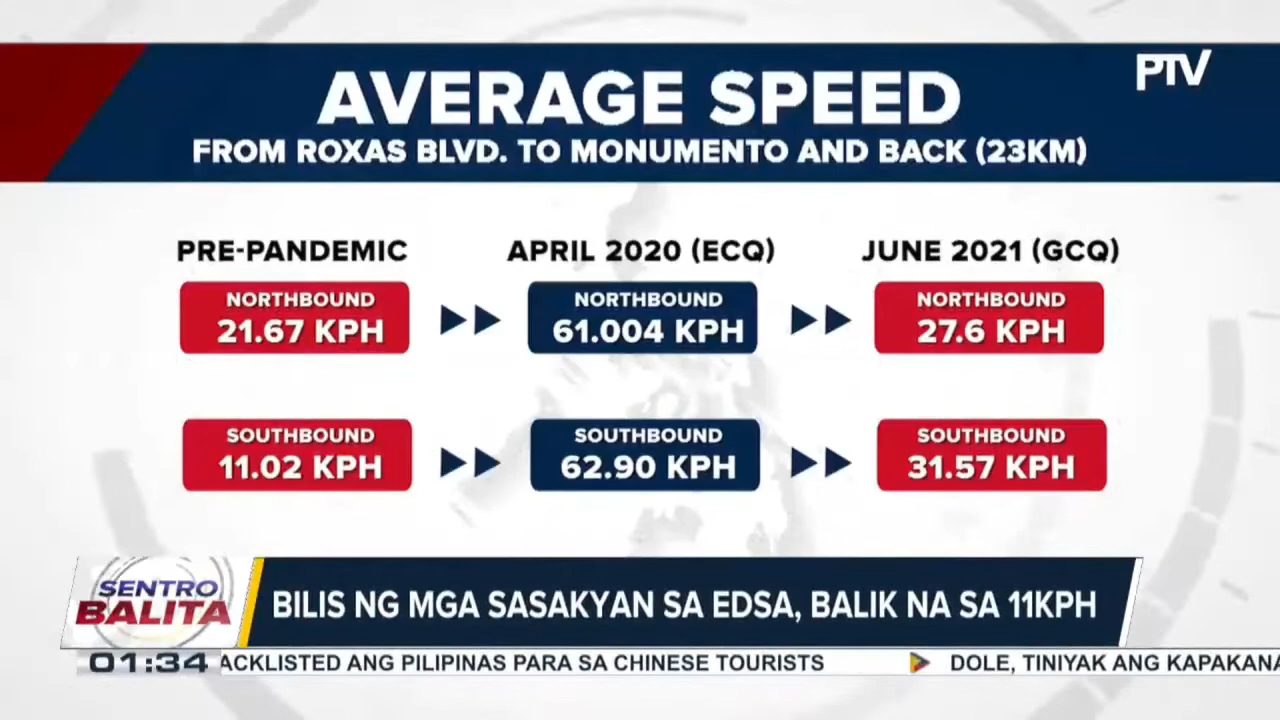 AVERAGE SPEED
PTV
FROM ROXAS BLVD. TO MONUMENTO AND BACK (23KM)
PRE-PANDEMIC
APRIL 2020 (ECQ)
JUNE 2021 (GCQ)
NORTHBOUND
21.67 KPH
NORTHBOUND
61.004 KPH
NORTHBOUND
27.6 KPH
SOUTHBOUND
11.02 KPH
SOUTHBOUND
62.90 KPH
SOUTHBOUND
31.57 KPH
SENTRO
BALITA
BILIS NG MGA SASAKYAN SA EDSA, BALIK NA SA 11KPH
01:34
ACKLISTED ANG PILIPINAS PARA SA CHINESE TOURISTS
DOLE, TINIYAK ANG KAPAKANA